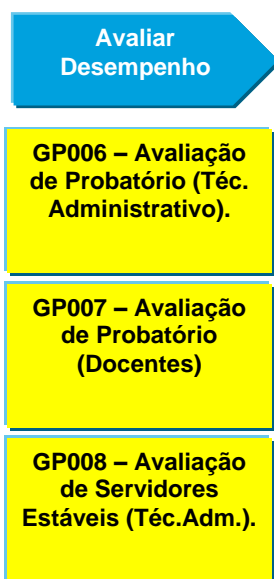 Avaliar
Desempenho
GP006 – Avaliação
de Probatório (Téc.
Administrativo).
GP007 – Avaliação
de Probatório
(Docentes)
GP008 – Avaliação
de Servidores
Estáveis (Téc.Adm.).